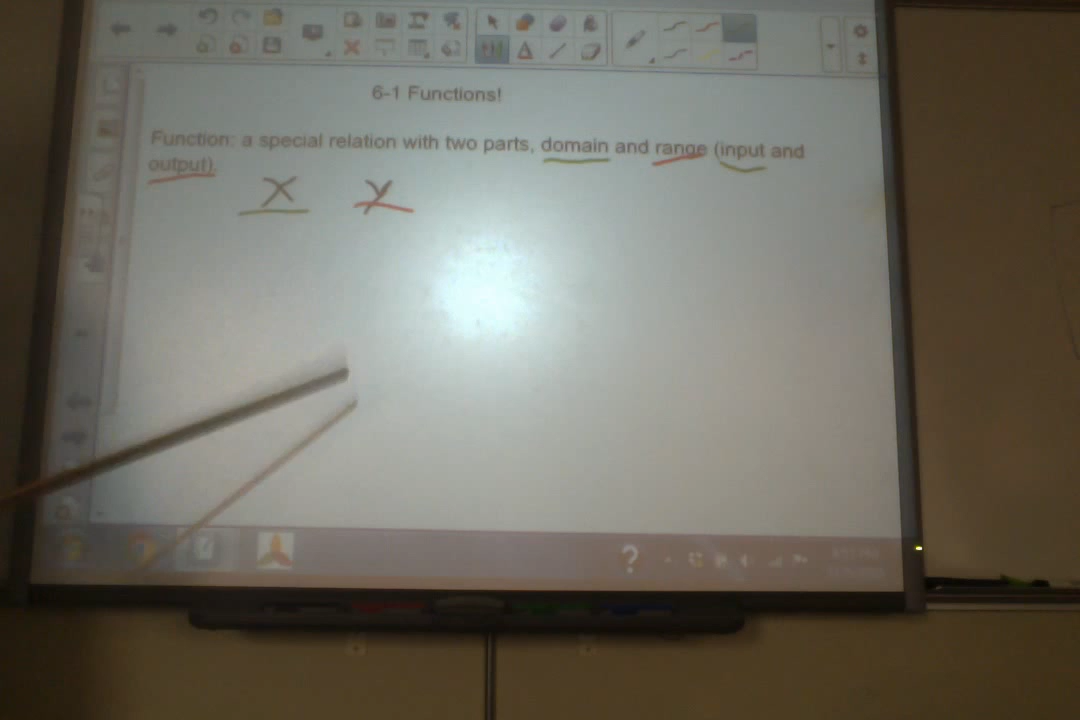 6-1 Functions!
Function: a special relation with two parts, domain and range (input and
output).
X y
?